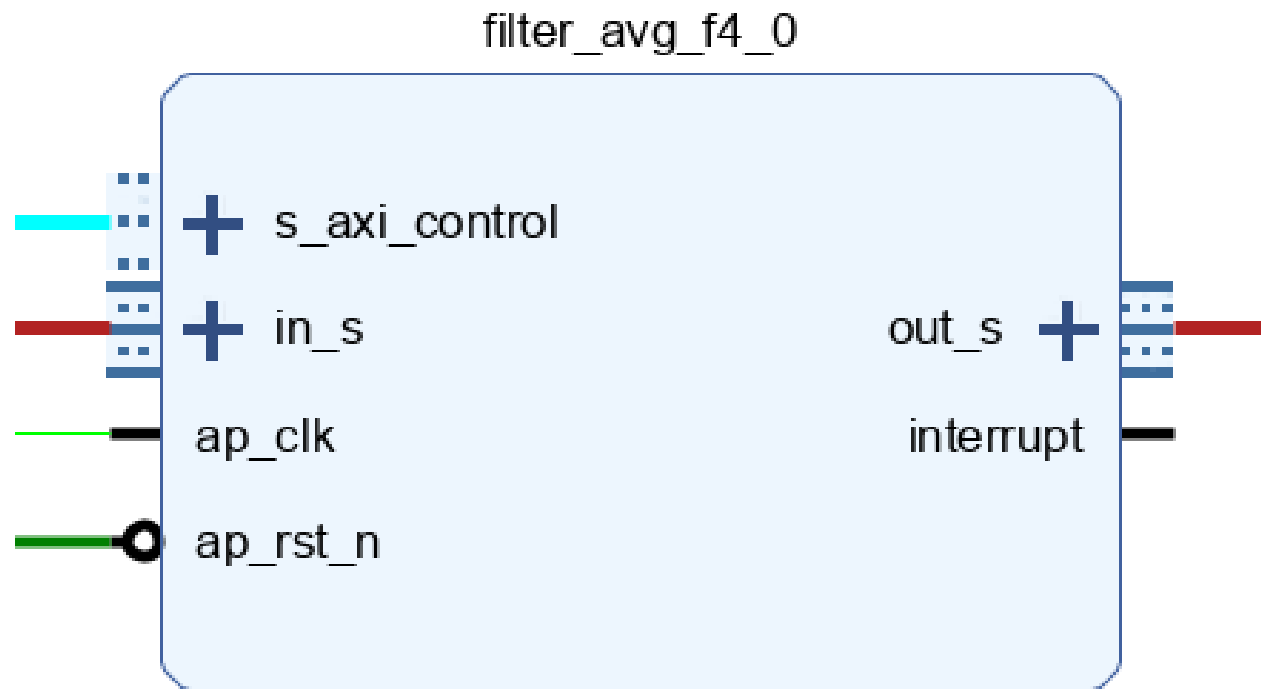 filter_avg_f4_0
s_axi_control
in_s
out_s
ap_clk
interrupt
ap_rst_n